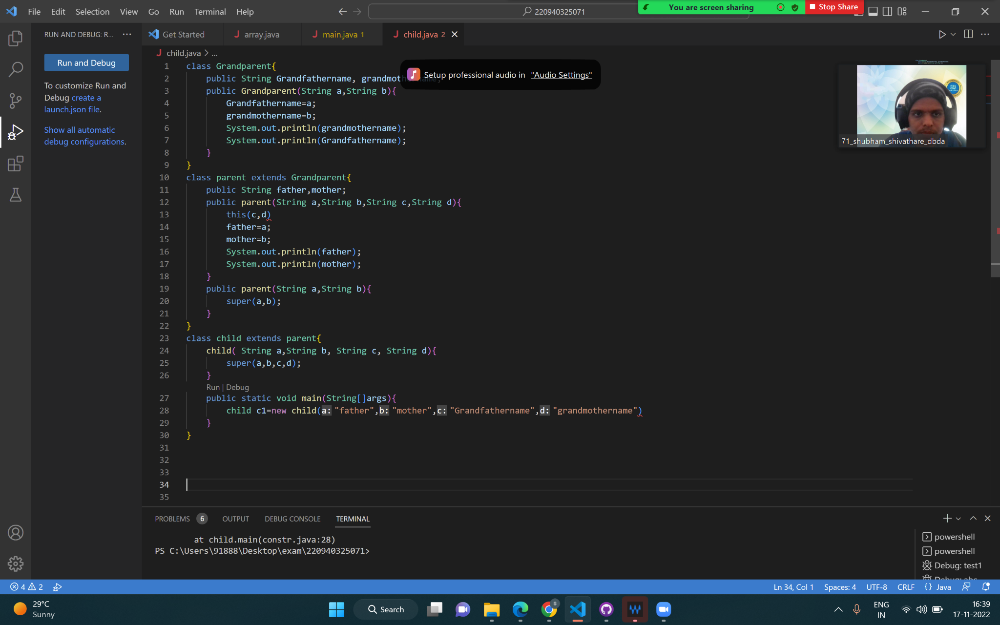 File Edit Selection View Go Run Terminal Help
220940325071
You are screen sharing
Stop Share
RUN AND DEBUG: R...
Get Started
array.java
main.java 1
child.java 2
child.java > ...
Run and Debug
To customize Run and
Debug create a
launch.json file.
Show all automatic
debug configurations.
Setup professional audio in "Audio Settings"
71_shubham_shivathare_dbda
1 class Grandparent{
2 public String Grandfathername, grandmothername;
3 public Grandparent(String a,String b){
4 Grandfathername=a;
5 grandmothername=b;
6 System.out.println(grandmothername);
7 System.out.println(Grandfathername);
8 }
9 }
10 class parent extends Grandparent{
11 public String father,mother;
12 public parent(String a,String b,String c,String d){
13 this(c,d)
14 father=a;
15 mother=b;
16 System.out.println(father);
17 System.out.println(mother);
18 }
19 public parent(String a,String b){
20 super(a,b);
21 }
22 }
23 class child extends parent{
24 child( String a,String b, String c, String d){
25 super(a,b,c,d);
26 }
Run | Debug
27 public static void main(String[]args){
28 child c1=new child(a: "father",b: "mother",c: "Grandfathername",d: "grandmothername")
29 }
30 }
31
32
33
34
35
PROBLEMS 6 OUTPUT DEBUG CONSOLE TERMINAL
at child.main(constr.java:28)
PS C:\Users\91888\Desktop\exam\220940325071>
powershell
powershell
Debug: test1
4 2
Ln 34, Col 1 Spaces: 4 UTF-8 CRLF {} Java
29°C
Sunny
Search
ENG
IN
16:39
17-11-2022